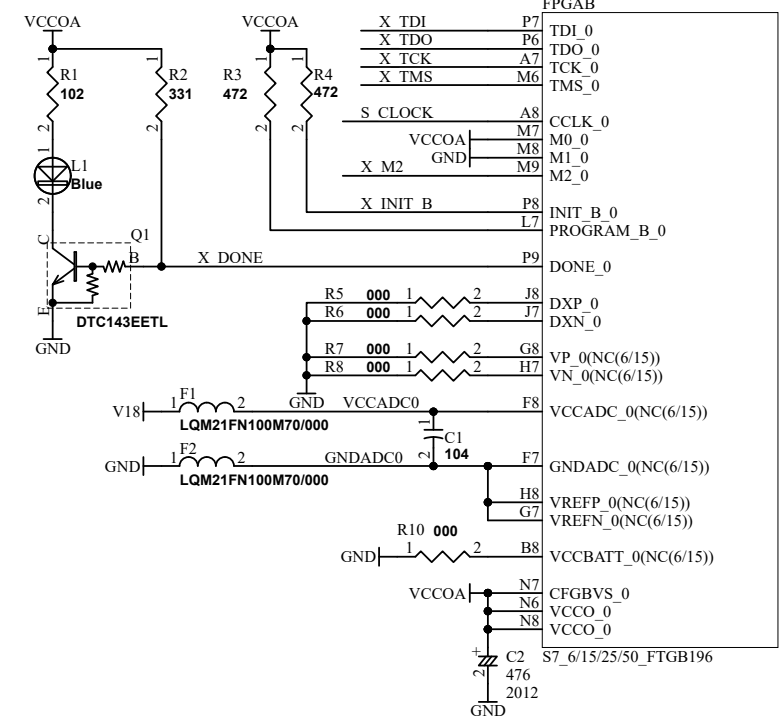 FPGAB
VCCOA
VCCOA
X_TDI P7 TDI_0
X_TDO P6 TDO_0
X_TCK A7 TCK_0
X_TMS M6 TMS_0
1 R1 102 2
1 R2 331 2
R3 472 1 2
1 R4 472 2
S_CLOCK A8 CCLK_0
VCCOA M7 M0_0
GND M8 M1_0
X_M2 M9 M2_0
1 L1 Blue 2
X_INIT_B P8 INIT_B_0
L7 PROGRAM_B_0
C Q1 B E
X_DONE P9 DONE_0
DTC143EETL
GND
R5 000 1 2 J8 DXP_0
R6 000 1 2 J7 DXN_0
R7 000 1 2 G8 VP_0(NC(6/15))
R8 000 1 2 H7 VN_0(NC(6/15))
GND
V18 1 F1 2 VCCADC0 F8 VCCADC_0(NC(6/15))
LQM21FN100M70/000
1 C1 104 2
GND 1 F2 2 GNDADC0 F7 GNDADC_0(NC(6/15))
LQM21FN100M70/000
H8 VREFP_0(NC(6/15))
G7 VREFN_0(NC(6/15))
R10 000
GND 1 2 B8 VCCBATT_0(NC(6/15))
VCCOA N7 CFGBVS_0
N6 VCCO_0
N8 VCCO_0
S7_6/15/25/50_FTGB196
+ C2
2 476
2012
GND